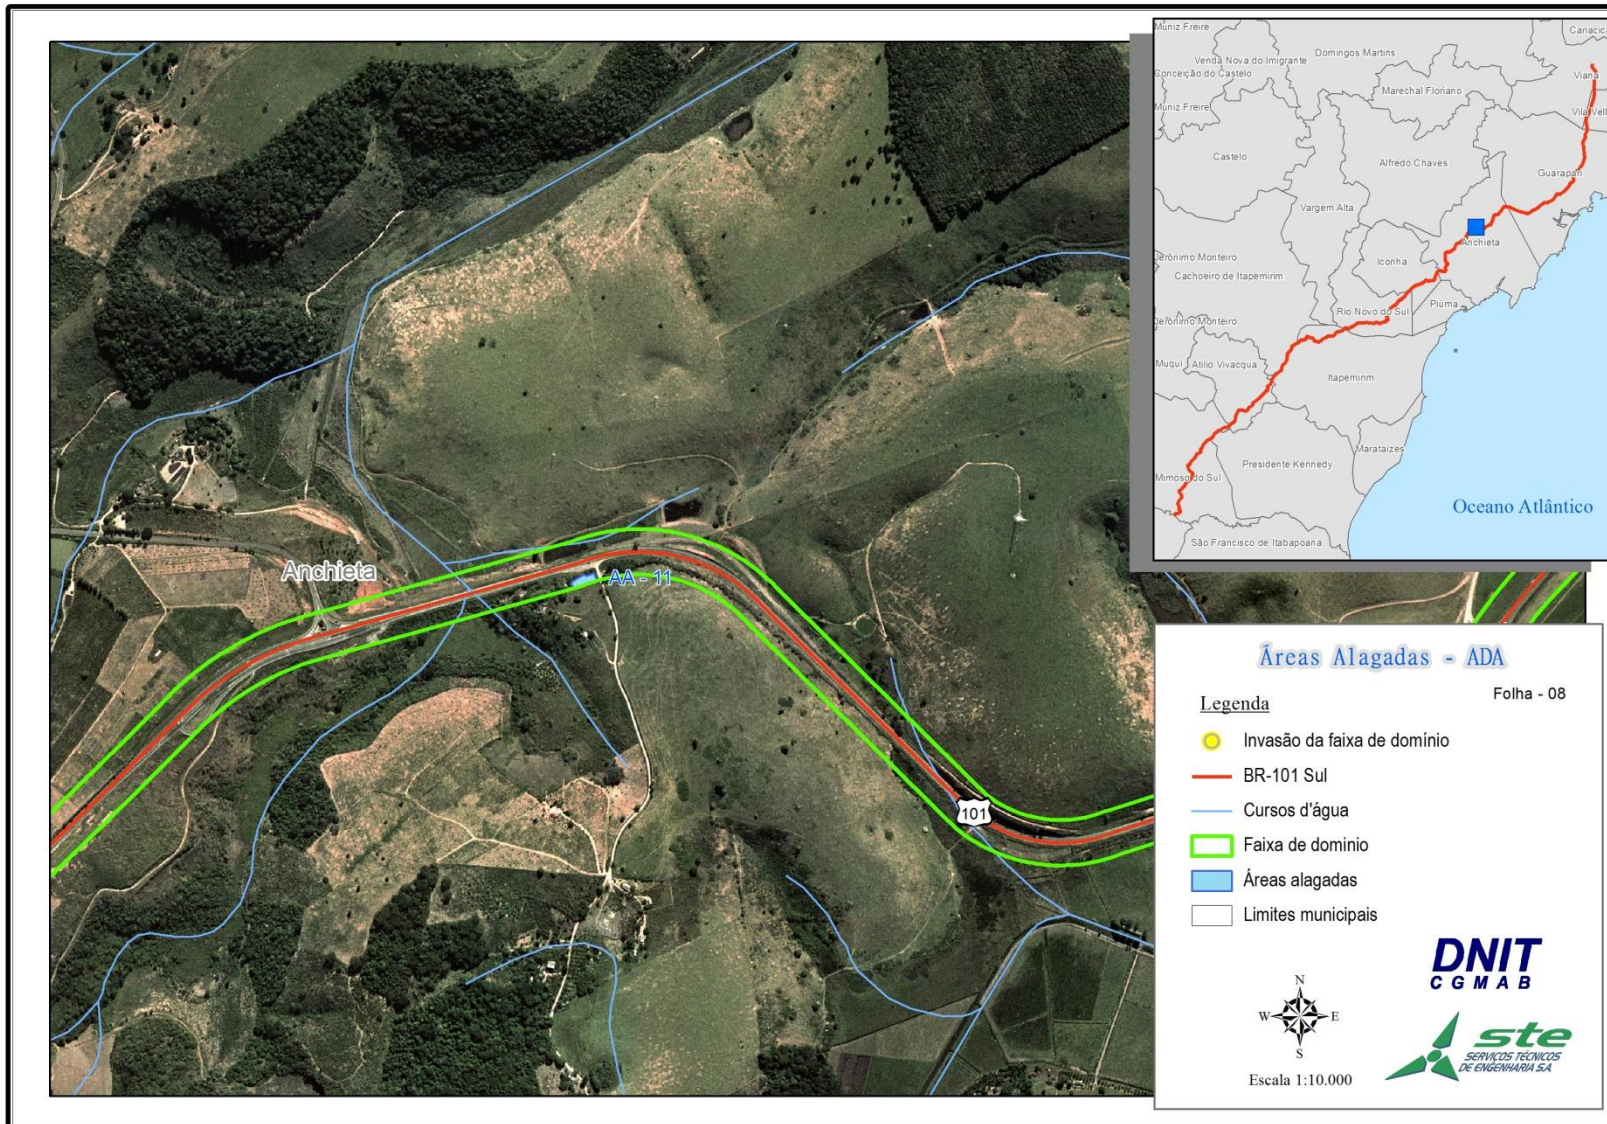 Muniz Freire
Cariacica
Domingos Martins
Venda Nova do Imigrante
Conceição do Castelo
Viana
Marechal Floriano
Muniz Freire
Vila Velh
Castelo
Alfredo Chaves
Guarapari
Vargem Alta
Anchieta
Jerônimo Monteiro
Iconha
Cachoeiro de Itapemirim
Piúma
Rio Novo do Sul
Jerônimo Monteiro
Muqui
Atilio Vivacqua
Itapemirim
Marataizes
Presidente Kennedy
Mimoso do Sul
Oceano Atlântico
São Francisco de Itabapoana
Anchieta
AA - 11
101
Áreas Alagadas - ADA
Folha - 08
Legenda
Invasão da faixa de domínio
BR-101 Sul
Cursos d'água
Faixa de dominio
Áreas alagadas
Limites municipais
DNIT
CGMAB
N
W E
S
ste
SERVIÇOS TÉCNICOS
DE ENGENHARIA S.A.
Escala 1:10.000